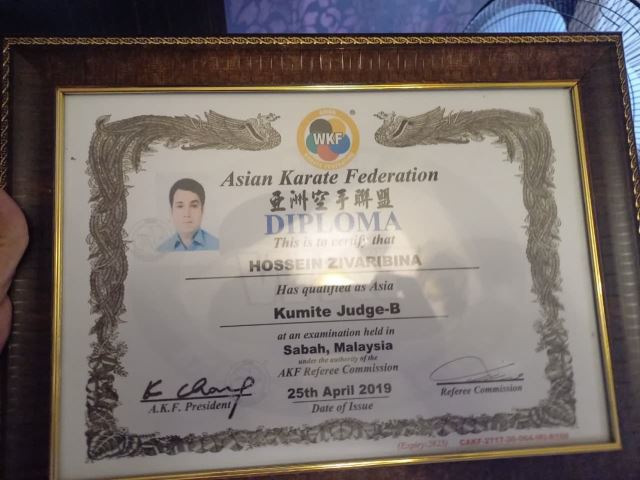 WKF
Asian Karate Federation
亞洲空手聯盟
DIPLOMA
This is to certify that
HOSSEIN ZIVARIBINA
Has qualified as Asia
Kumite Judge-B
at an examination held in
Sabah, Malaysia
under the authority of the
AKF Referee Commission
25th April 2019
Date of Issue
A.K.F. President
Referee Commission
(Expiry:2023)